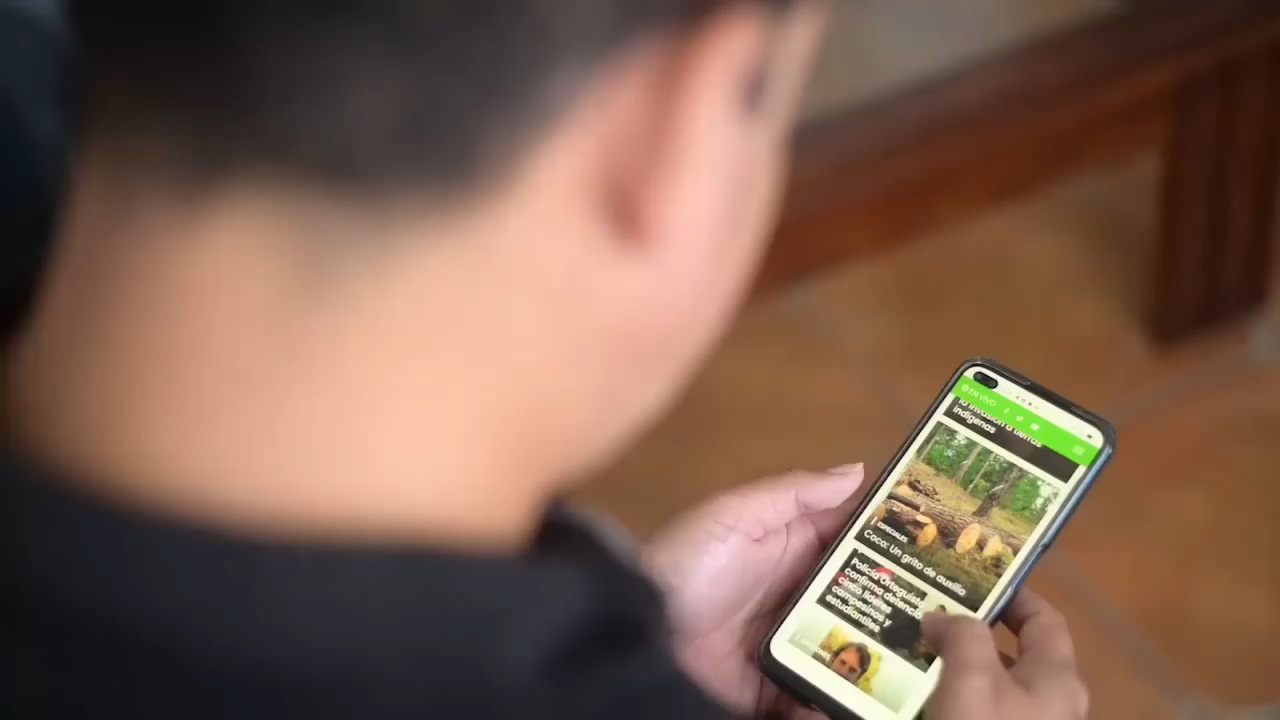 EN VIVO
la invasión a tierras
indígenas
ESPECIALES
Coco: Un grito de auxilio
Policía Orteguista
confirma detención
cinco líderes
campesinos y
estudiantiles